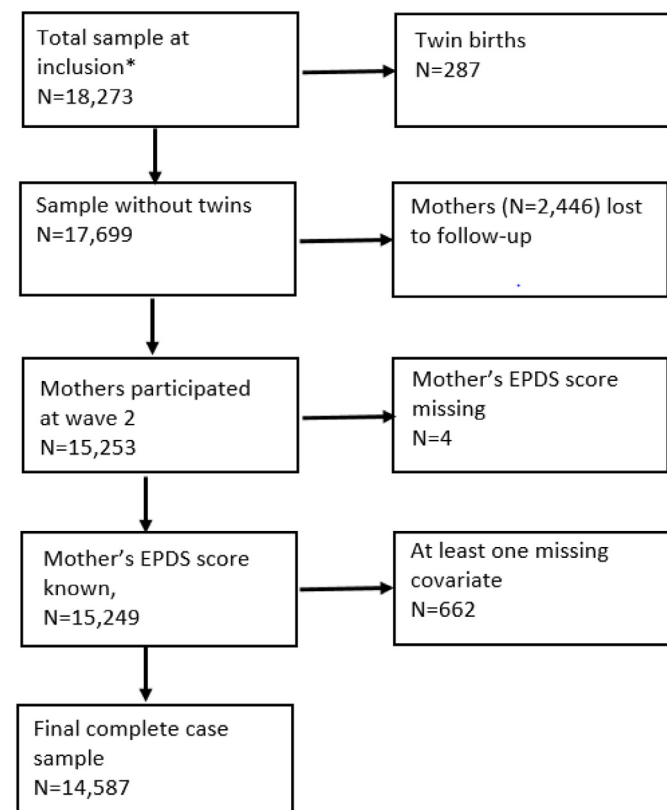 Total sample at
inclusion*
N=18,273
Twin births
N=287
Sample without twins
N=17,699
Mothers (N=2,446) lost
to follow-up
Mothers participated
at wave 2
N=15,253
Mother’s EPDS score
missing
N=4
Mother’s EPDS score
known,
N=15,249
At least one missing
covariate
N=662
Final complete case
sample
N=14,587